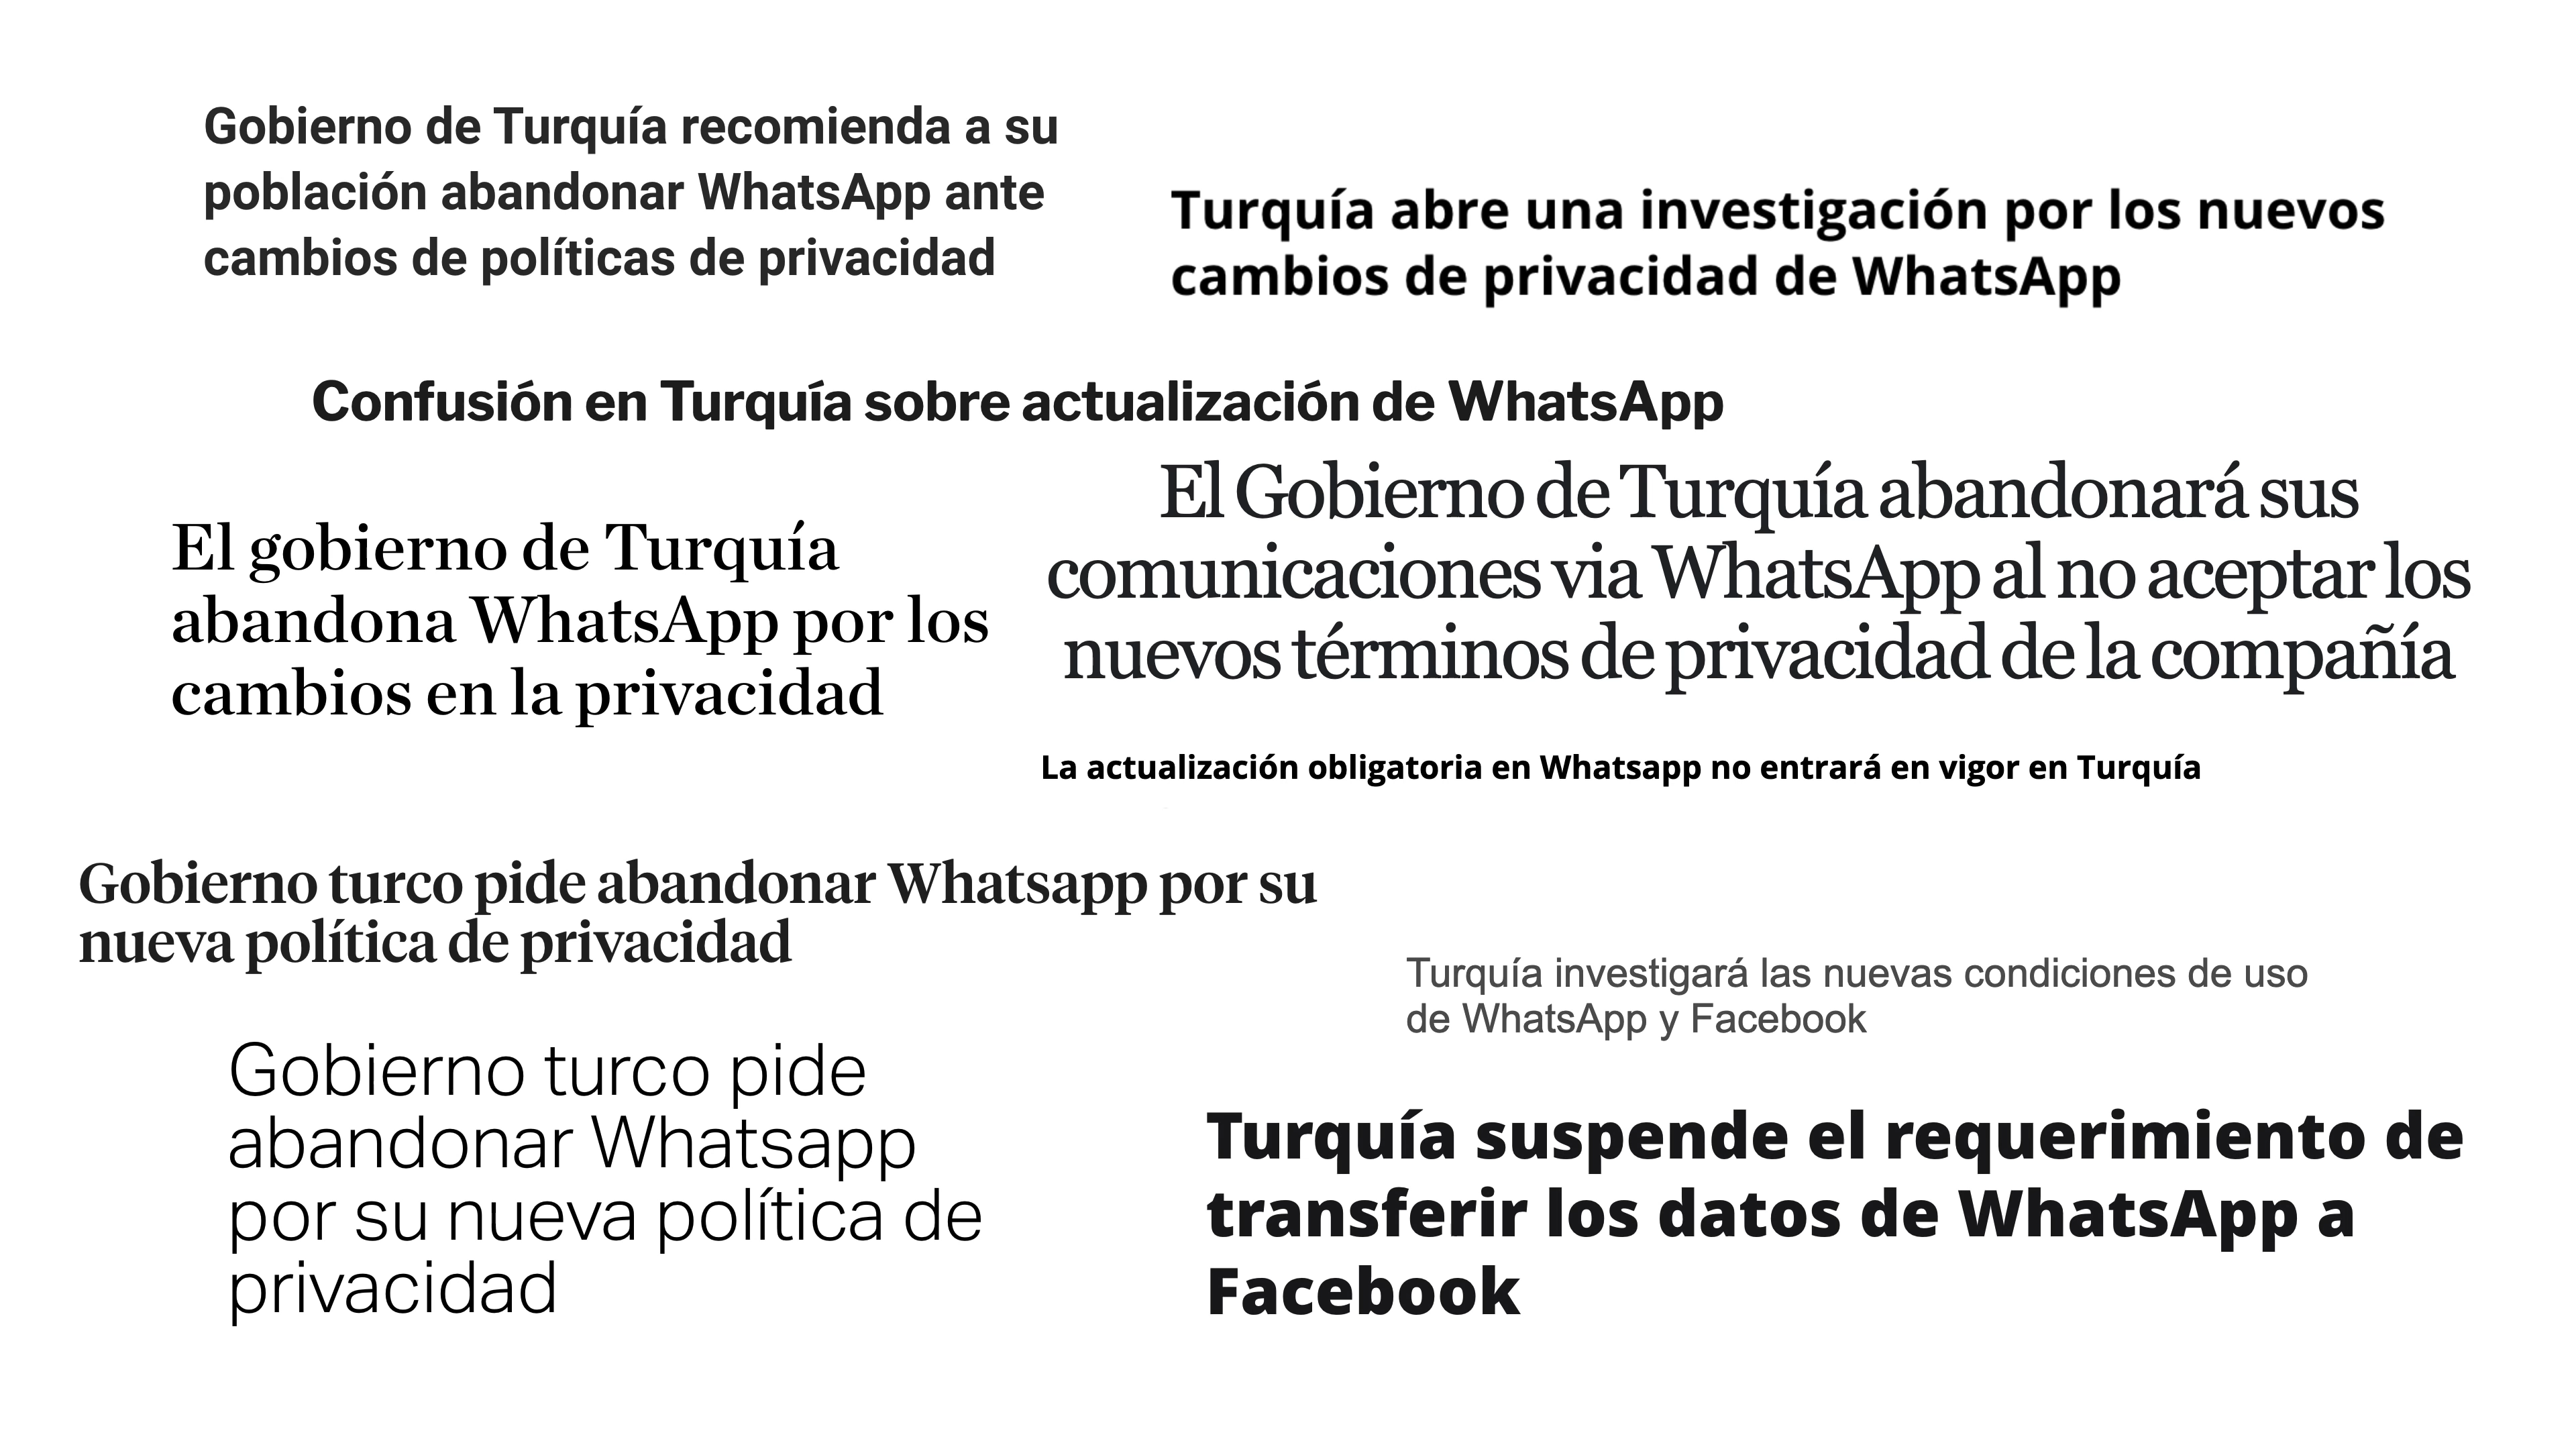 Gobierno de Turquía recomienda a su
población abandonar WhatsApp ante
cambios de políticas de privacidad
Turquía abre una investigación por los nuevos
cambios de privacidad de WhatsApp
Confusión en Turquía sobre actualización de WhatsApp
El gobierno de Turquía
abandona WhatsApp por los
cambios en la privacidad
El Gobierno de Turquía abandonará sus
comunicaciones via WhatsApp al no aceptar los
nuevos términos de privacidad de la compañía
La actualización obligatoria en Whatsapp no entrará en vigor en Turquía
Gobierno turco pide abandonar Whatsapp por su
nueva política de privacidad
Turquía investigará las nuevas condiciones de uso
de WhatsApp y Facebook
Gobierno turco pide
abandonar Whatsapp
por su nueva política de
privacidad
Turquía suspende el requerimiento de
transferir los datos de WhatsApp a
Facebook